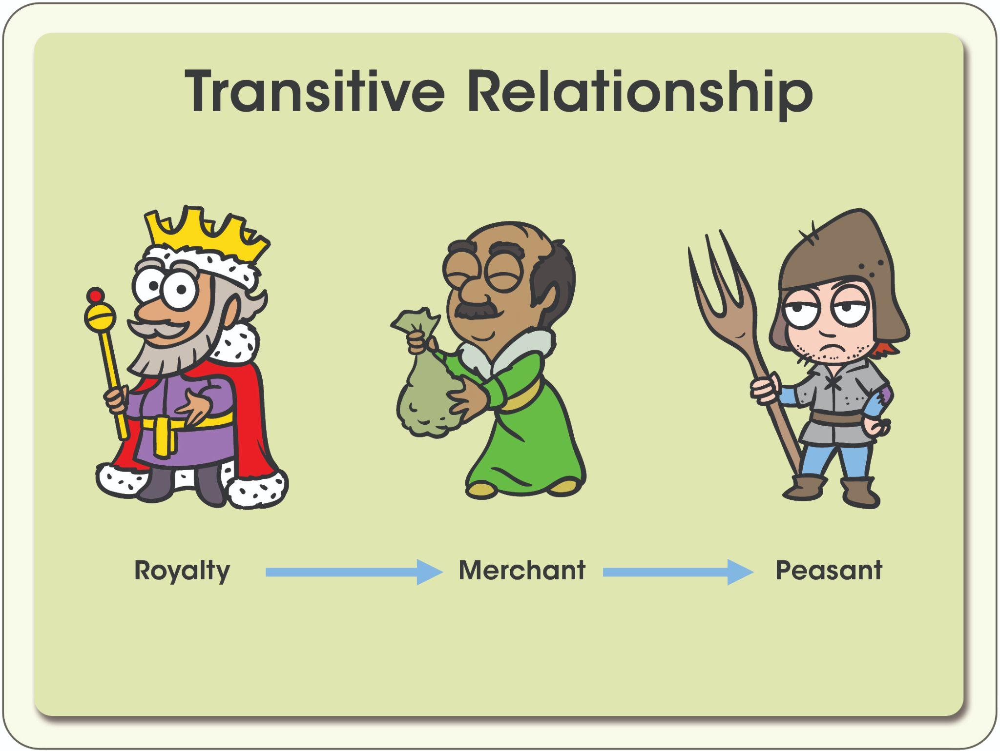 Transitive Relationship
Royalty Merchant Peasant